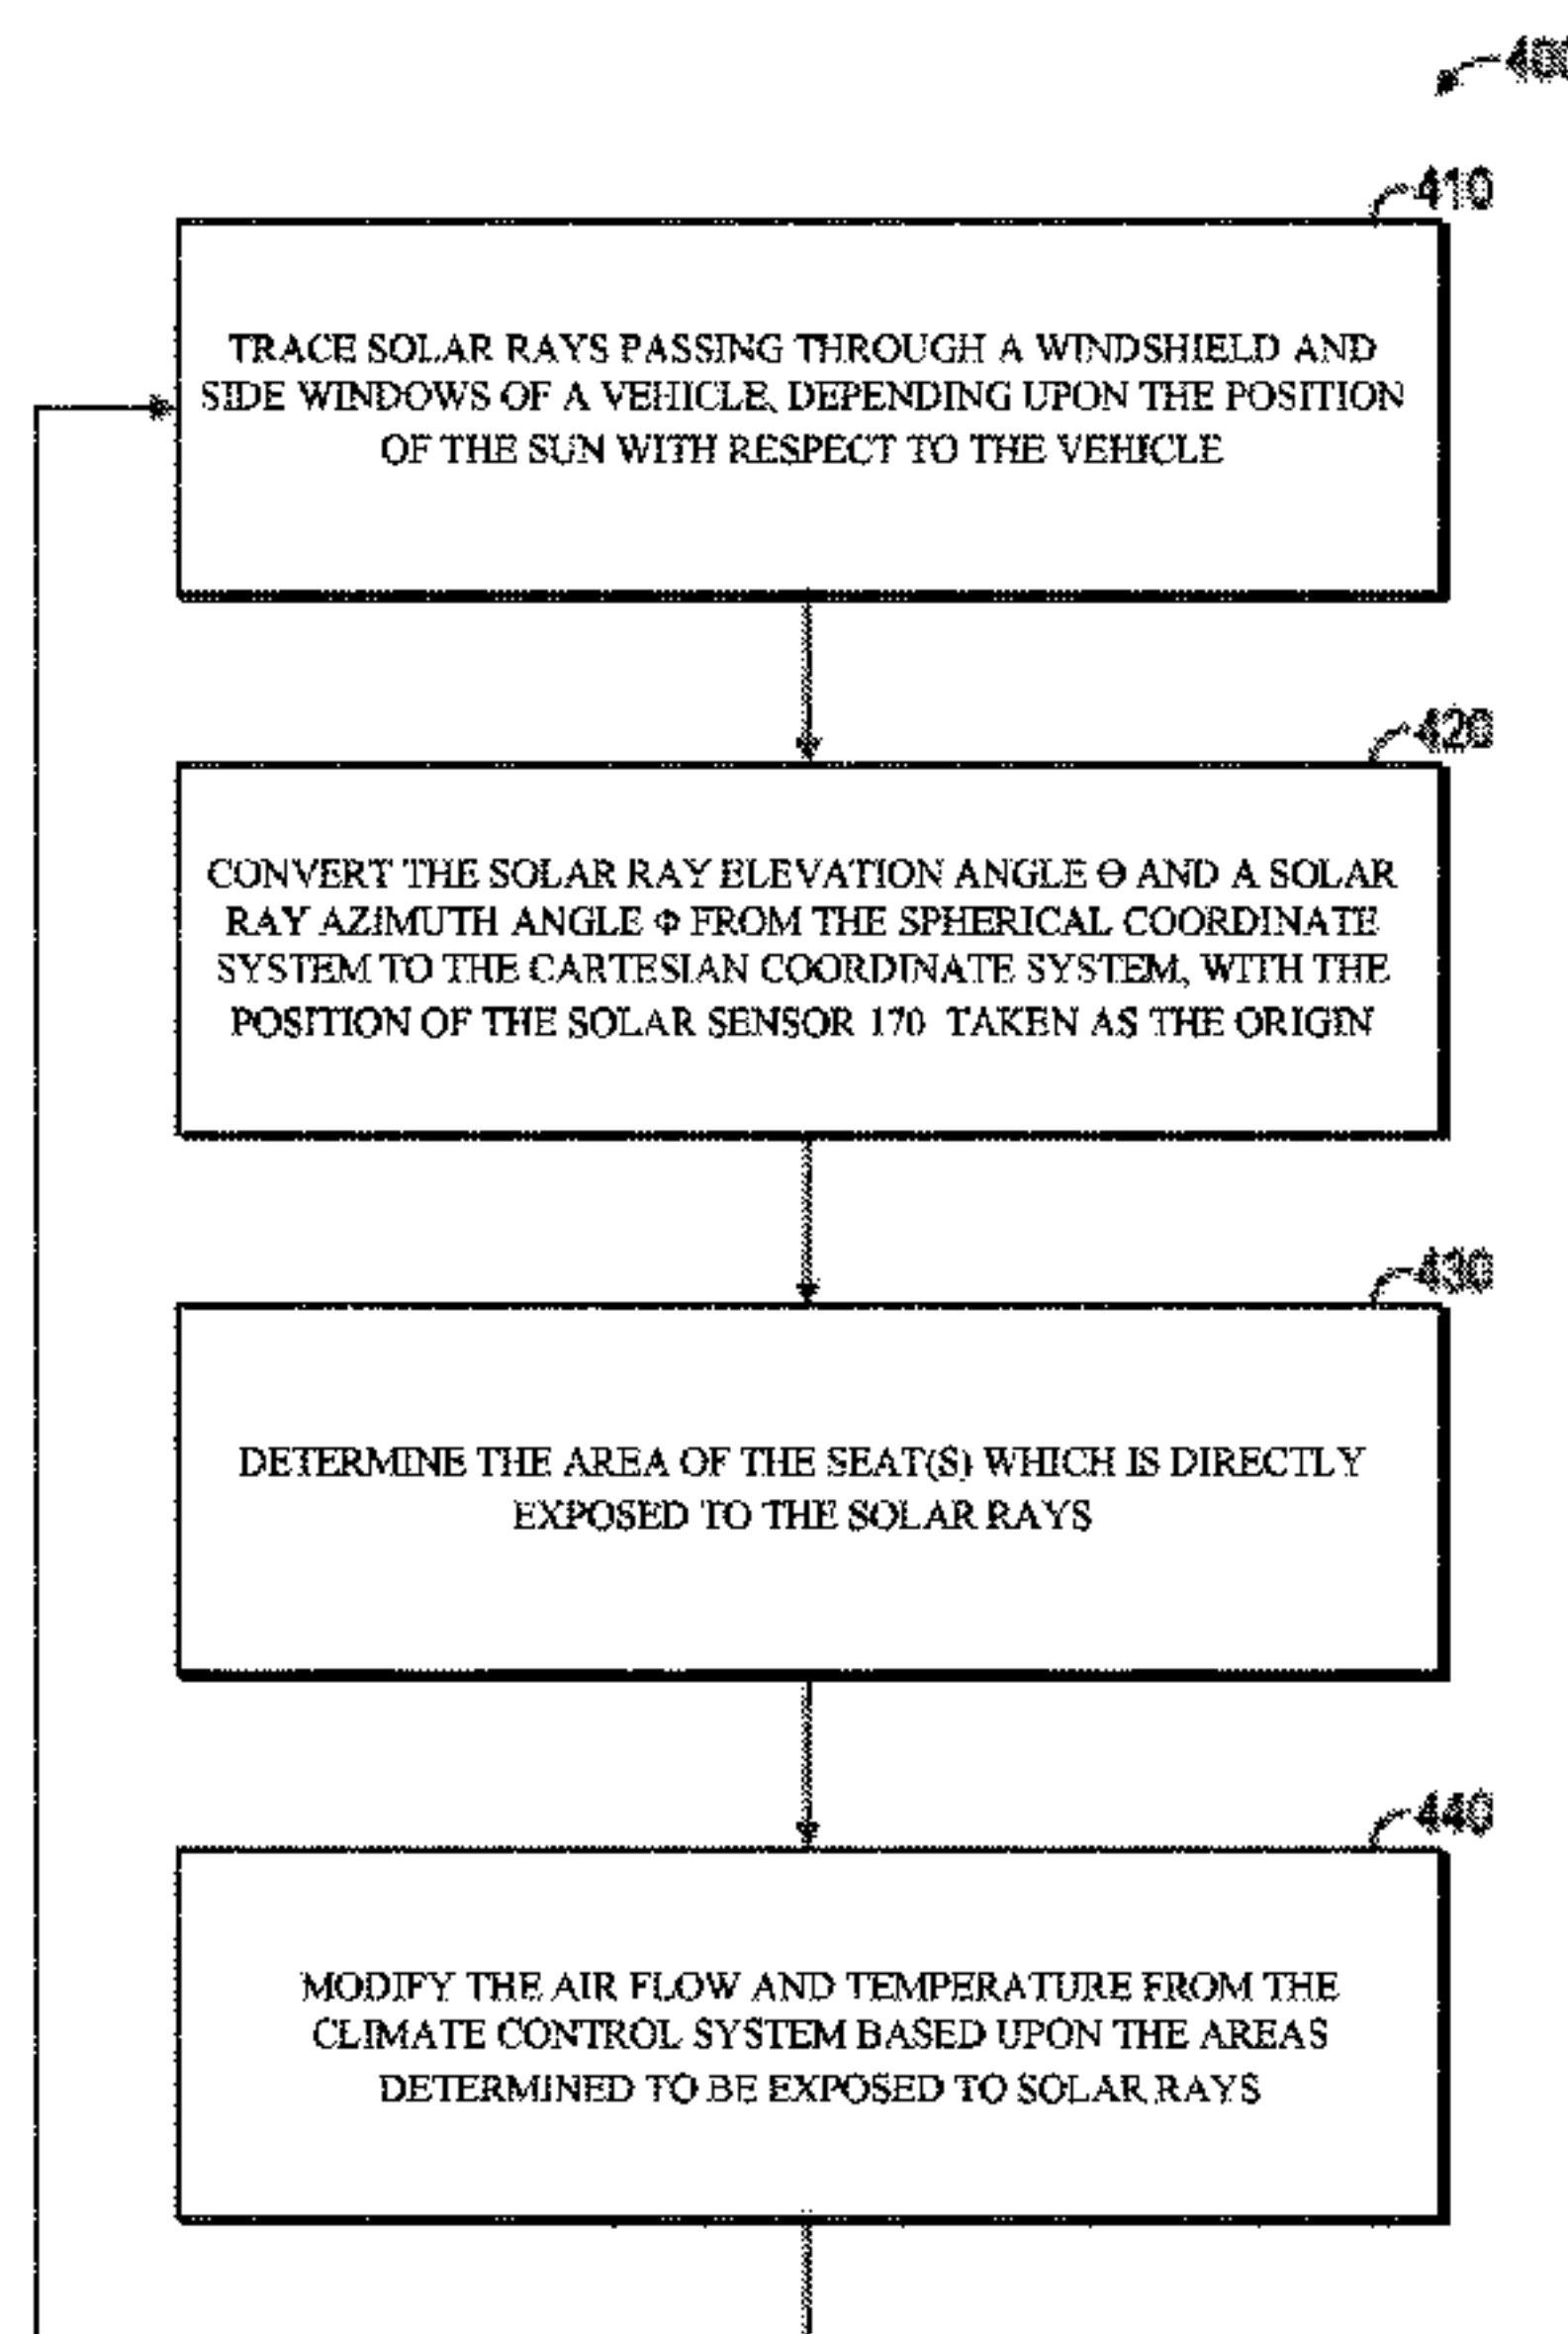 400
410
TRACE SOLAR RAYS PASSING THROUGH A WINDSHIELD AND
SIDE WINDOWS OF A VEHICLE, DEPENDING UPON THE POSITION
OF THE SUN WITH RESPECT TO THE VEHICLE
420
CONVERT THE SOLAR RAY ELEVATION ANGLE Θ AND A SOLAR
RAY AZIMUTH ANGLE Φ FROM THE SPHERICAL COORDINATE
SYSTEM TO THE CARTESIAN COORDINATE SYSTEM, WITH THE
POSITION OF THE SOLAR SENSOR 170 TAKEN AS THE ORIGIN
430
DETERMINE THE AREA OF THE SEAT(S) WHICH IS DIRECTLY
EXPOSED TO THE SOLAR RAYS
440
MODIFY THE AIR FLOW AND TEMPERATURE FROM THE
CLIMATE CONTROL SYSTEM BASED UPON THE AREAS
DETERMINED TO BE EXPOSED TO SOLAR RAYS